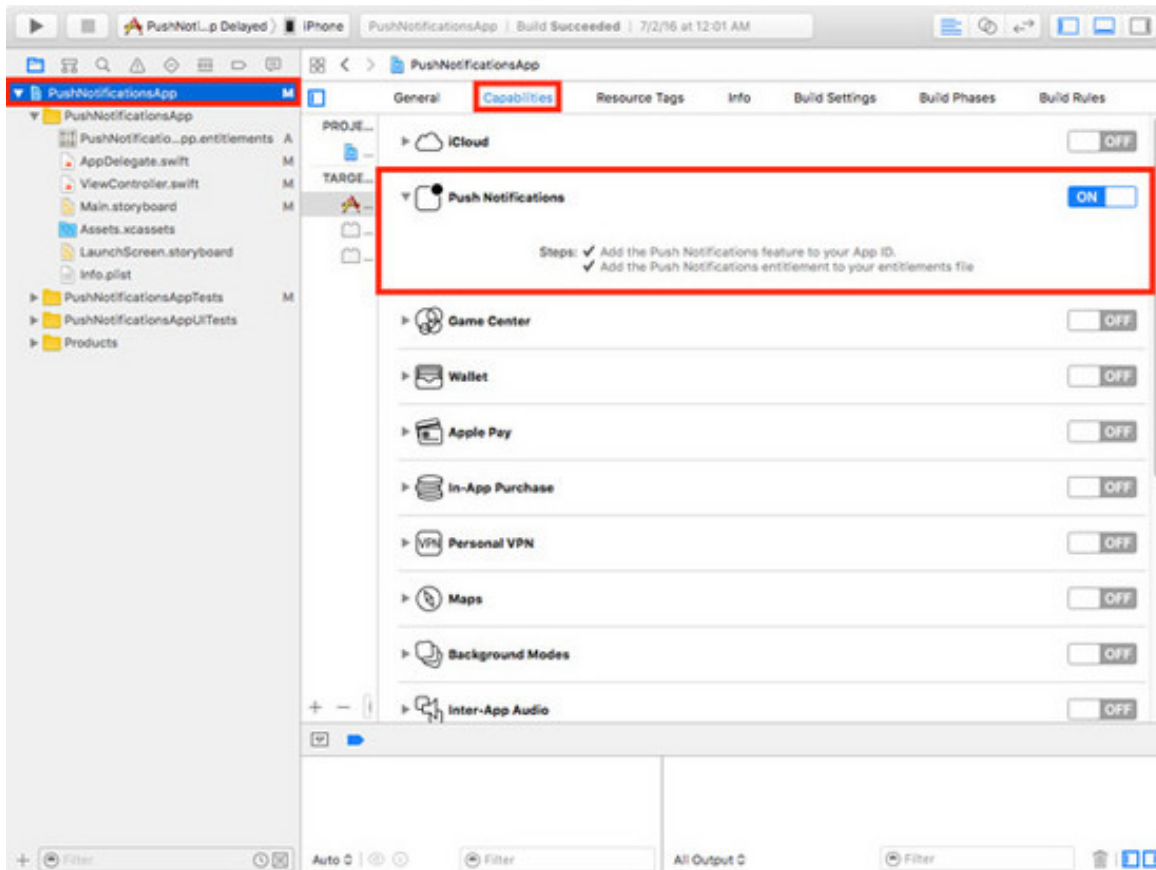 PushNoti...p Delayed
iPhone
PushNotificationsApp | Build Succeeded | 7/2/16 at 12:01 AM
PushNotificationsApp
PushNotificationsApp M
PushNotificationsApp
PushNotificatio...pp.entitlements A
AppDelegate.swift M
ViewController.swift M
Main.storyboard M
Assets.xcassets
LaunchScreen.storyboard
Info.plist
PushNotificationsAppTests M
PushNotificationsAppUITests
Products
General Capabilities Resource Tags Info Build Settings Build Phases Build Rules
PROJE...
TARGE...
iCloud OFF
Push Notifications ON
Steps: ✔ Add the Push Notifications feature to your App ID.
✔ Add the Push Notifications entitlement to your entitlements file
Game Center OFF
Wallet OFF
Apple Pay OFF
In-App Purchase OFF
VPN Personal VPN OFF
Maps OFF
Background Modes OFF
Inter-App Audio OFF
Filter
Auto
Filter
All Output
Filter